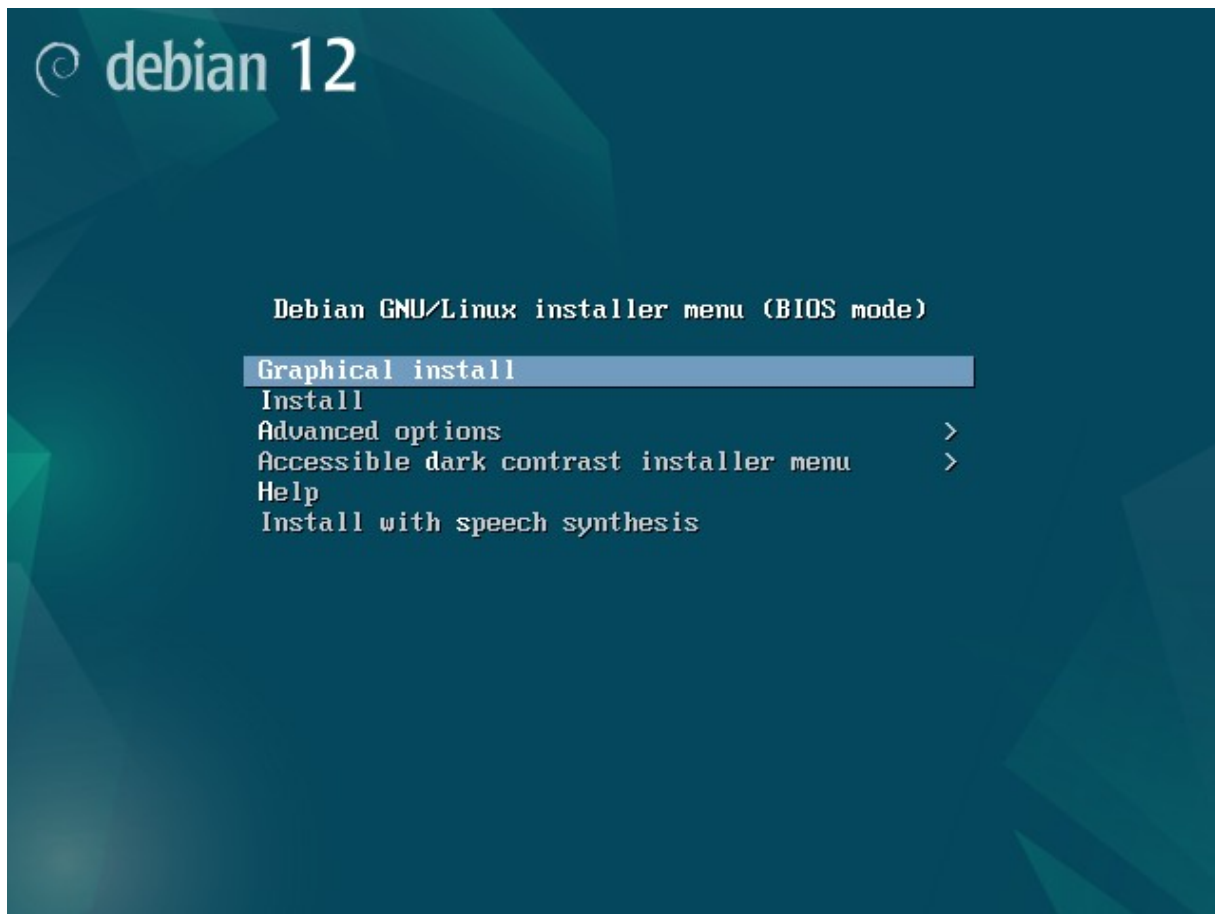 debian 12
Debian GNU/Linux installer menu (BIOS mode)
Graphical install
Install
Advanced options >
Accessible dark contrast installer menu >
Help
Install with speech synthesis